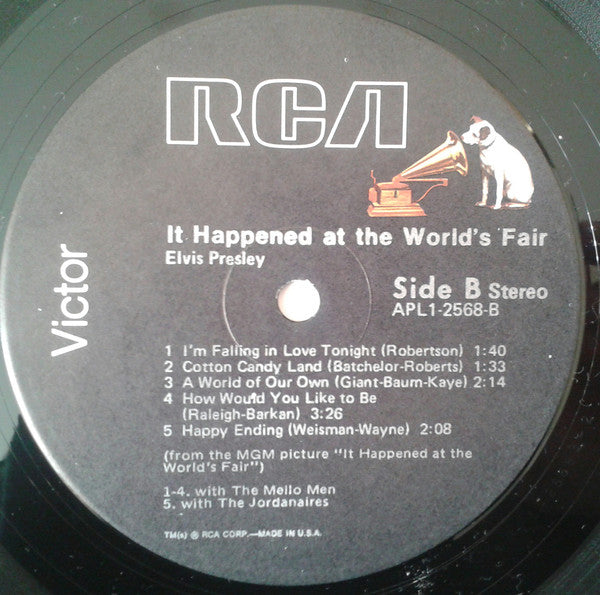 RCA
It Happened at the World's Fair
Elvis Presley
Victor
Side B Stereo
APL1-2568-B
1 I'm Falling in Love Tonight (Robertson) 1:40
2 Cotton Candy Land (Batchelor-Roberts) 1:33
3 A World of Our Own (Giant-Baum-Kaye) 2:14
4 How Would You Like to Be
(Raleigh-Barkan) 3:26
5 Happy Ending (Weisman-Wayne) 2:08
(from the MGM picture "It Happened at the
World's Fair")
1-4. with The Mello Men
5. with The Jordanaires
TM(s) ® RCA CORP.—MADE IN U.S.A.